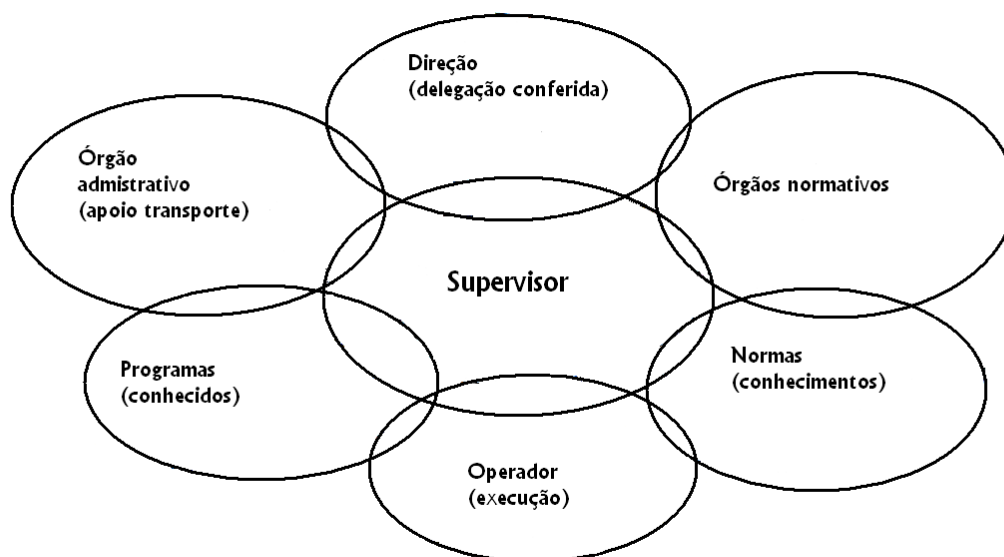 Direção
(delegação conferida)
Órgão
admistrativo
(apoio transporte)
Órgãos normativos
Supervisor
Programas
(conhecidos)
Normas
(conhecimentos)
Operador
(execução)